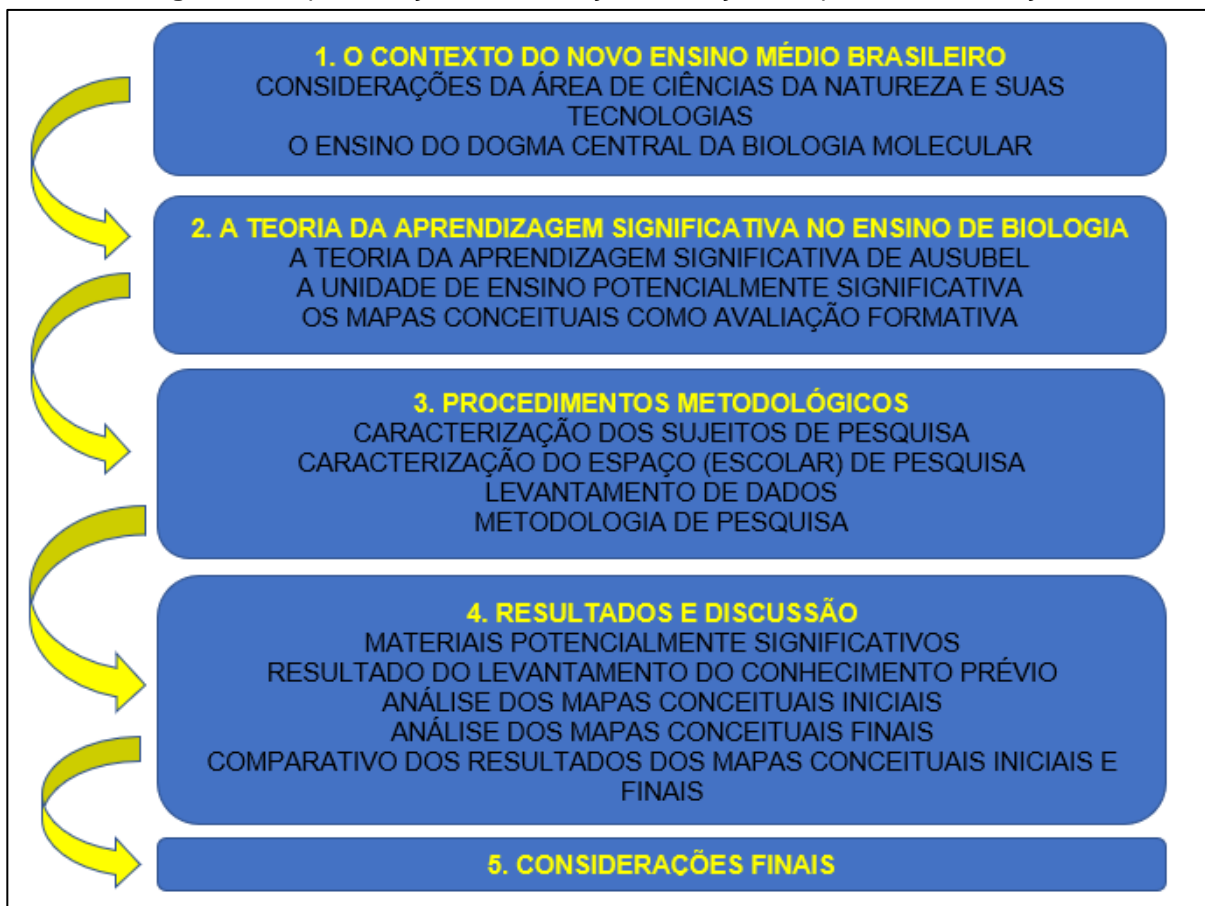 1. O CONTEXTO DO NOVO ENSINO MÉDIO BRASILEIRO
CONSIDERAÇÕES DA ÁREA DE CIÊNCIAS DA NATUREZA E SUAS
TECNOLOGIAS
O ENSINO DO DOGMA CENTRAL DA BIOLOGIA MOLECULAR
2. A TEORIA DA APRENDIZAGEM SIGNIFICATIVA NO ENSINO DE BIOLOGIA
A TEORIA DA APRENDIZAGEM SIGNIFICATIVA DE AUSUBEL
A UNIDADE DE ENSINO POTENCIALMENTE SIGNIFICATIVA
OS MAPAS CONCEITUAIS COMO AVALIAÇÃO FORMATIVA
3. PROCEDIMENTOS METODOLÓGICOS
CARACTERIZAÇÃO DOS SUJEITOS DE PESQUISA
CARACTERIZAÇÃO DO ESPAÇO (ESCOLAR) DE PESQUISA
LEVANTAMENTO DE DADOS
METODOLOGIA DE PESQUISA
4. RESULTADOS E DISCUSSÃO
MATERIAIS POTENCIALMENTE SIGNIFICATIVOS
RESULTADO DO LEVANTAMENTO DO CONHECIMENTO PRÉVIO
ANÁLISE DOS MAPAS CONCEITUAIS INICIAIS
ANÁLISE DOS MAPAS CONCEITUAIS FINAIS
COMPARATIVO DOS RESULTADOS DOS MAPAS CONCEITUAIS INICIAIS E
FINAIS
5. CONSIDERAÇÕES FINAIS